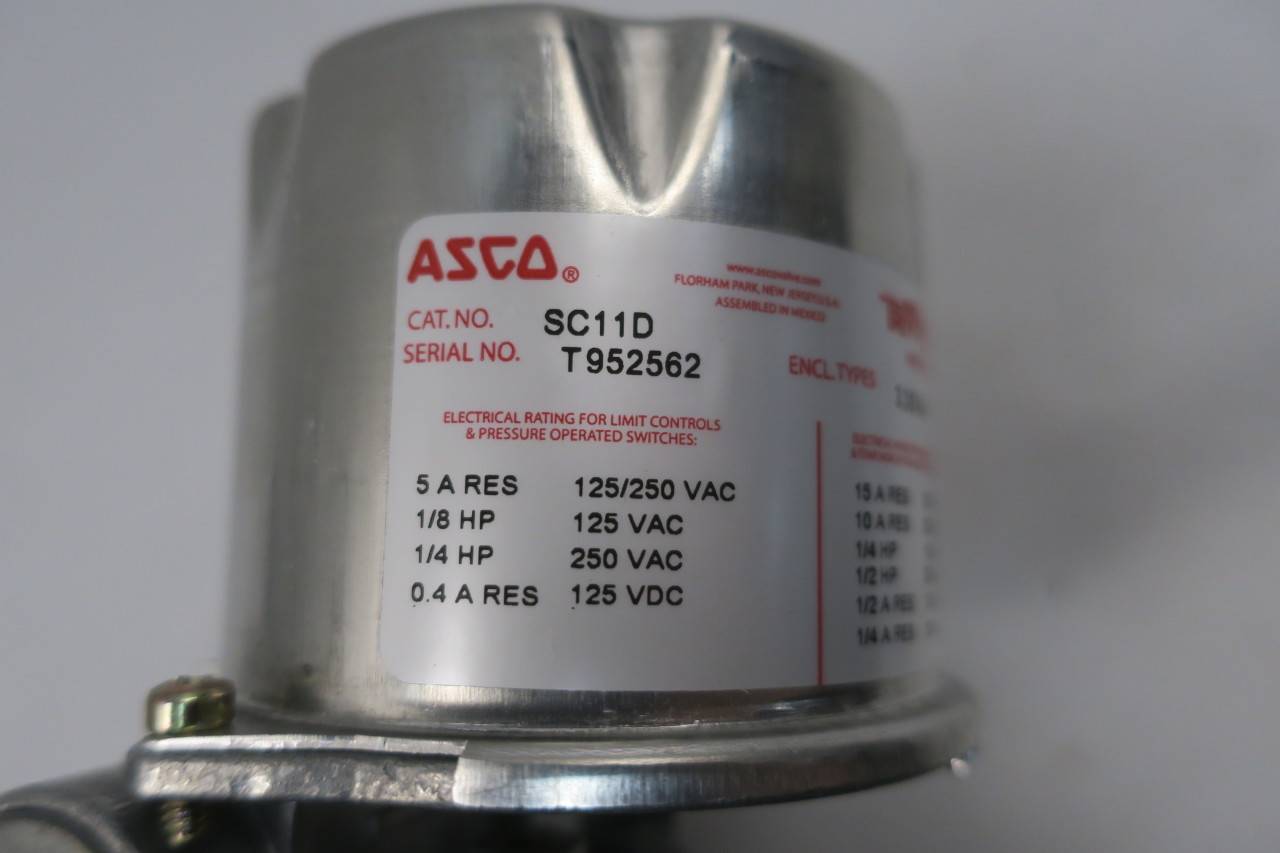 ASCO®
www.ascovalve.com
FLORHAM PARK, NEW JERSEY U.S.A.
ASSEMBLED IN MEXICO
CAT. NO. SC11D
SERIAL NO. T952562
ENCL. TYPES
ELECTRICAL RATING FOR LIMIT CONTROLS
& PRESSURE OPERATED SWITCHES:
5 A RES 125/250 VAC
1/8 HP 125 VAC
1/4 HP 250 VAC
0.4 A RES 125 VDC
15 A RES
10 A RES
1/4 HP
1/2 HP
1/2 A RES
1/4 A RES